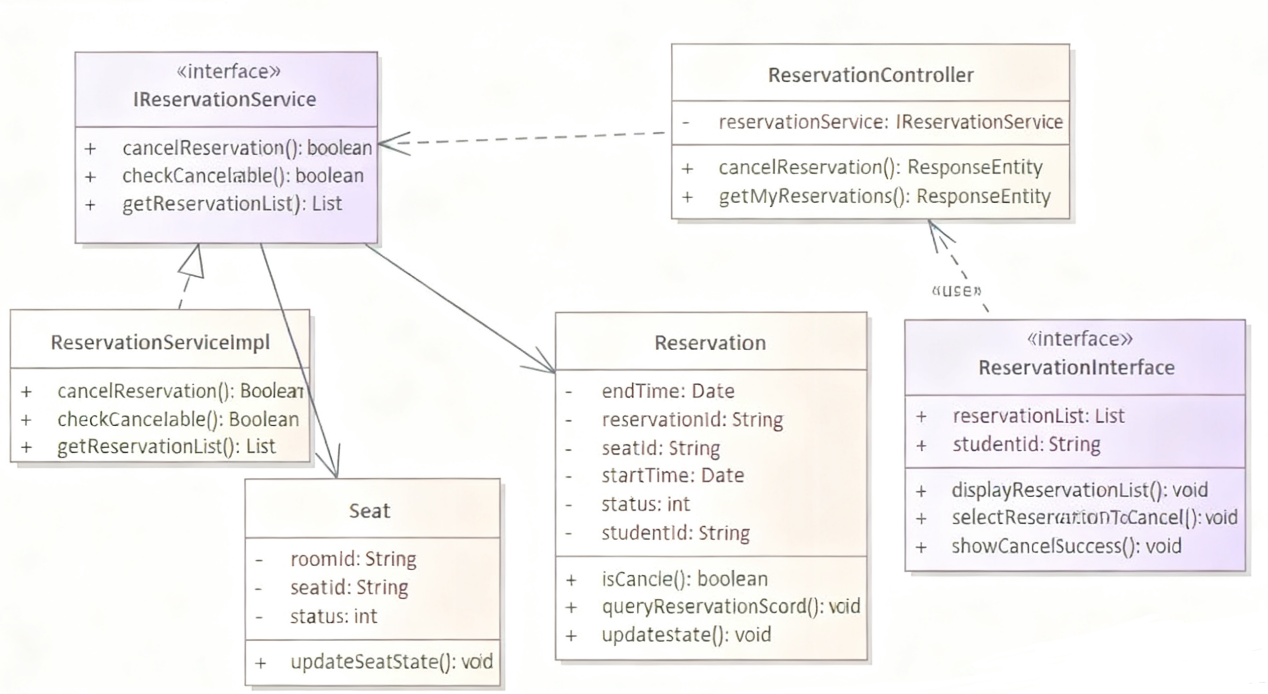 «interface»
IReservationService
+ cancelReservation(): boolean
+ checkCancelable(): boolean
+ getReservationList): List
ReservationController
- reservationService: IReservationService
+ cancelReservation(): ResponseEntity
+ getMyReservations(): ResponseEntity
«use»
ReservationServiceImpl
+ cancelReservation(): Boolean
+ checkCancelable(): Boolean
+ getReservationList(): List
Seat
- roomId: String
- seatid: String
- status: int
+ updateSeatState(): void
Reservation
- endTime: Date
- reservationId: String
- seatId: String
- startTime: Date
- status: int
- studentId: String
+ isCancle(): boolean
+ queryReservationScord(): void
+ updatestate(): void
«interface»
ReservationInterface
+ reservationList: List
+ studentid: String
+ displayReservationList(): void
+ selectReservationToCancel(): void
+ showCancelSuccess(): void